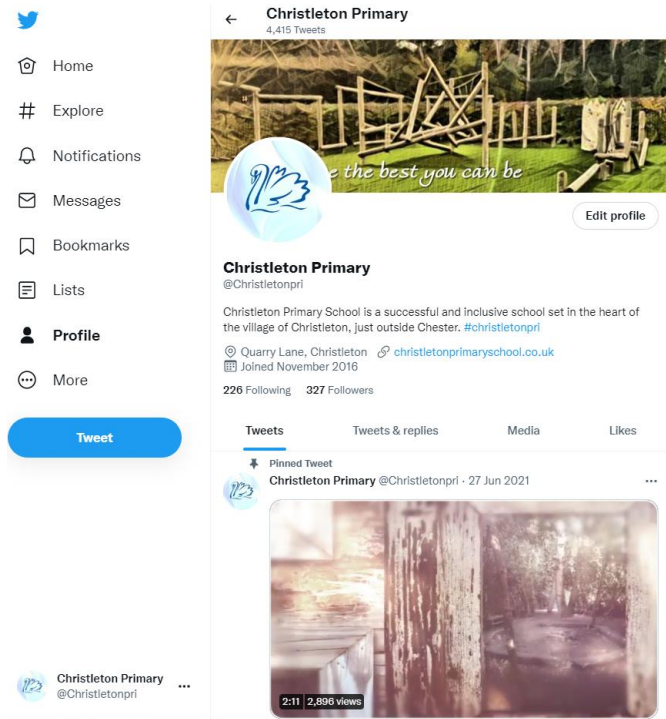 Christleton Primary
4,415 Tweets
Home
Explore
Notifications
Messages
Bookmarks
Lists
Profile
More
Tweet
the best you can be
Edit profile
Christleton Primary
@Christletonpri
Christleton Primary School is a successful and inclusive school set in the heart of
the village of Christleton, just outside Chester. #christletonpri
Quarry Lane, Christleton christletonprimaryschool.co.uk
Joined November 2016
226 Following 327 Followers
Tweets Tweets & replies Media Likes
Pinned Tweet
Christleton Primary @Christletonpri · 27 Jun 2021
2:11 2,896 views
Christleton Primary
@Christletonpri